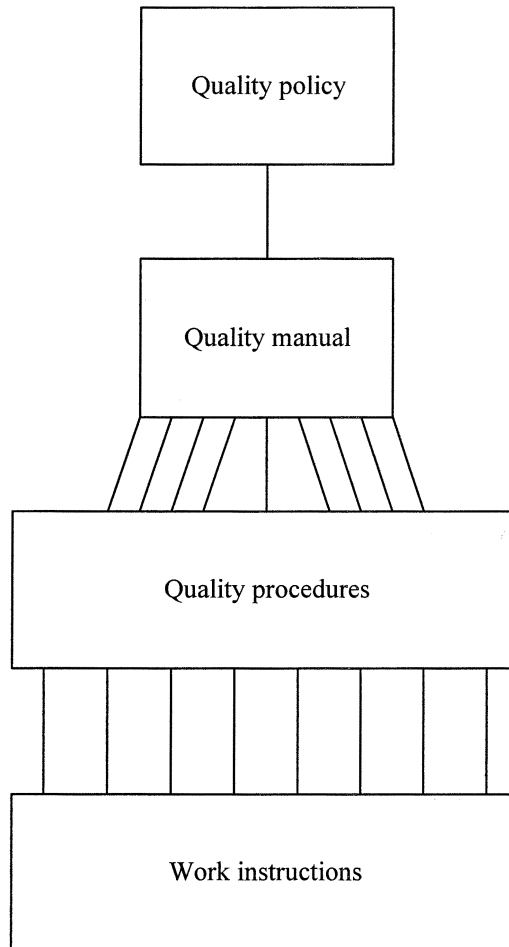 Quality policy
Quality manual
Quality procedures
Work instructions